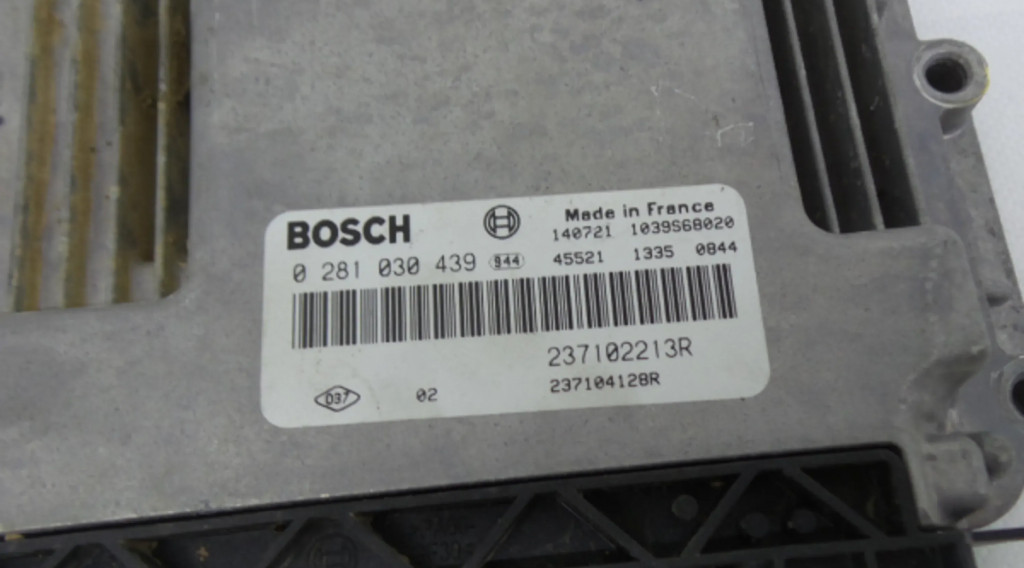 BOSCH
Made in France
140721 1039S68020
0 281 030 439 944 45521 1335 0844
237102213R
D37 02 237104128R